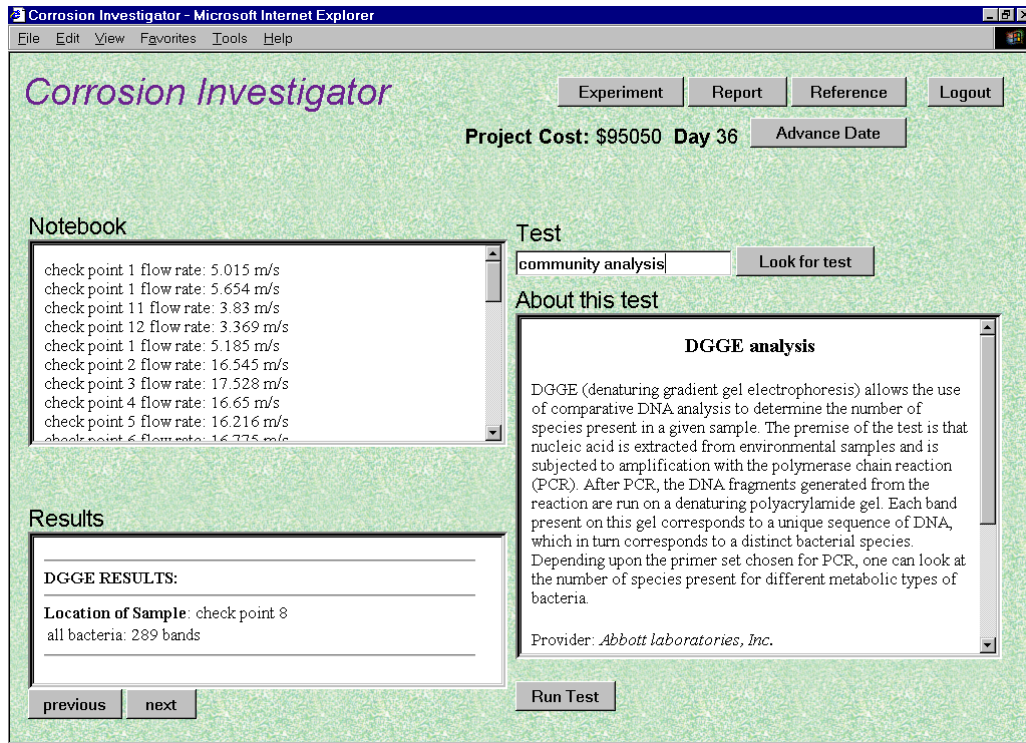 Corrosion Investigator - Microsoft Internet Explorer
File Edit View Favorites Tools Help
Corrosion Investigator
Experiment Report Reference Logout
Project Cost: $95050 Day 36 Advance Date
Notebook
check point 1 flow rate: 5.015 m/s
check point 1 flow rate: 5.654 m/s
check point 11 flow rate: 3.83 m/s
check point 12 flow rate: 3.369 m/s
check point 1 flow rate: 5.185 m/s
check point 2 flow rate: 16.545 m/s
check point 3 flow rate: 17.528 m/s
check point 4 flow rate: 16.65 m/s
check point 5 flow rate: 16.216 m/s
check point 6 flow rate: 16.775 m/s
Results
DGGE RESULTS:
Location of Sample: check point 8
all bacteria: 289 bands
previous next
Test
community analysis Look for test
About this test
DGGE analysis
DGGE (denaturing gradient gel electrophoresis) allows the use
of comparative DNA analysis to determine the number of
species present in a given sample. The premise of the test is that
nucleic acid is extracted from environmental samples and is
subjected to amplification with the polymerase chain reaction
(PCR). After PCR, the DNA fragments generated from the
reaction are run on a denaturing polyacrylamide gel. Each band
present on this gel corresponds to a unique sequence of DNA,
which in turn corresponds to a distinct bacterial species.
Depending upon the primer set chosen for PCR, one can look at
the number of species present for different metabolic types of
bacteria.
Provider: Abbott laboratories, Inc.
Run Test